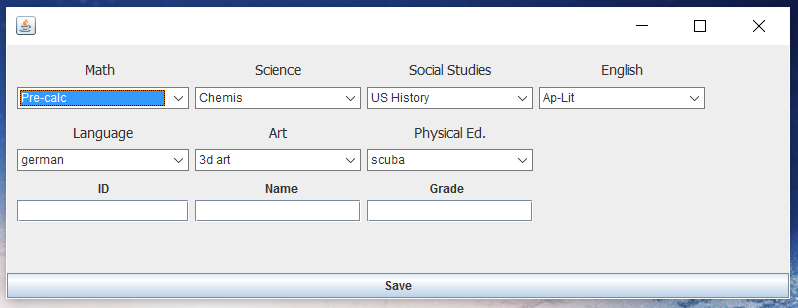 Math Science Social Studies English
Pre-calc Chemis US History Ap-Lit
Language Art Physical Ed.
german 3d art scuba
ID Name Grade
Save